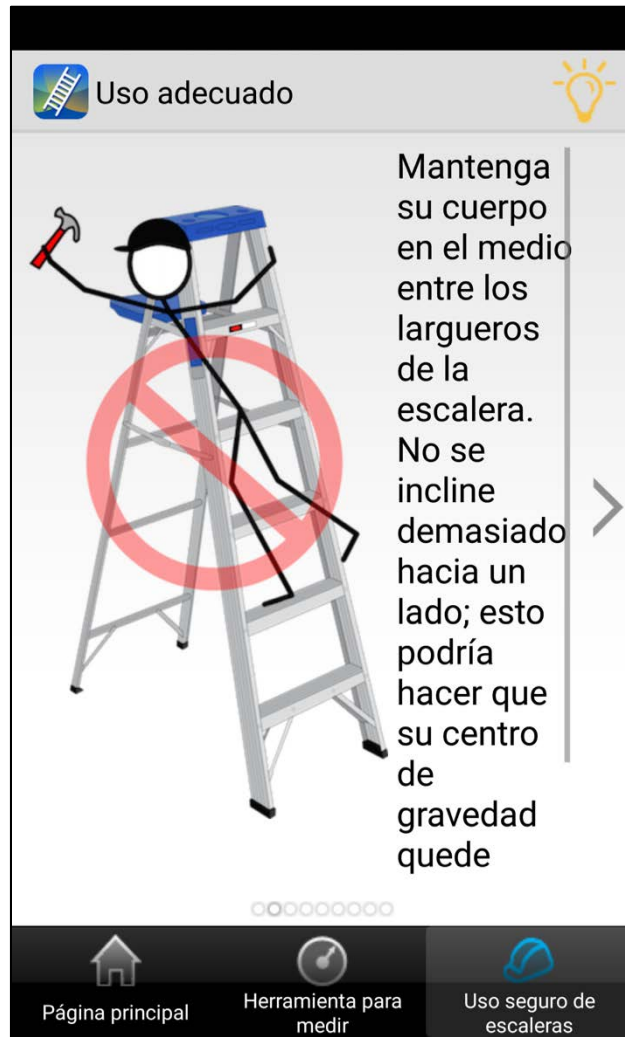 Uso adecuado
Mantenga
su cuerpo
en el medio
entre los
largueros
de la
escalera.
No se
incline
demasiado
hacia un
lado; esto
podría
hacer que
su centro
de
gravedad
quede
Página principal
Herramienta para
medir
Uso seguro de
escaleras